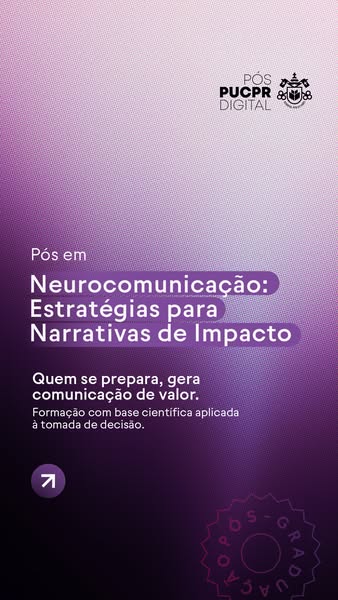 PÓS
PUCPR
DIGITAL
Pós em
Neurocomunicação:
Estratégias para
Narrativas de Impacto
Quem se prepara, gera
comunicação de valor.
Formação com base científica aplicada
à tomada de decisão.
PÓS-GRADUAÇÃO